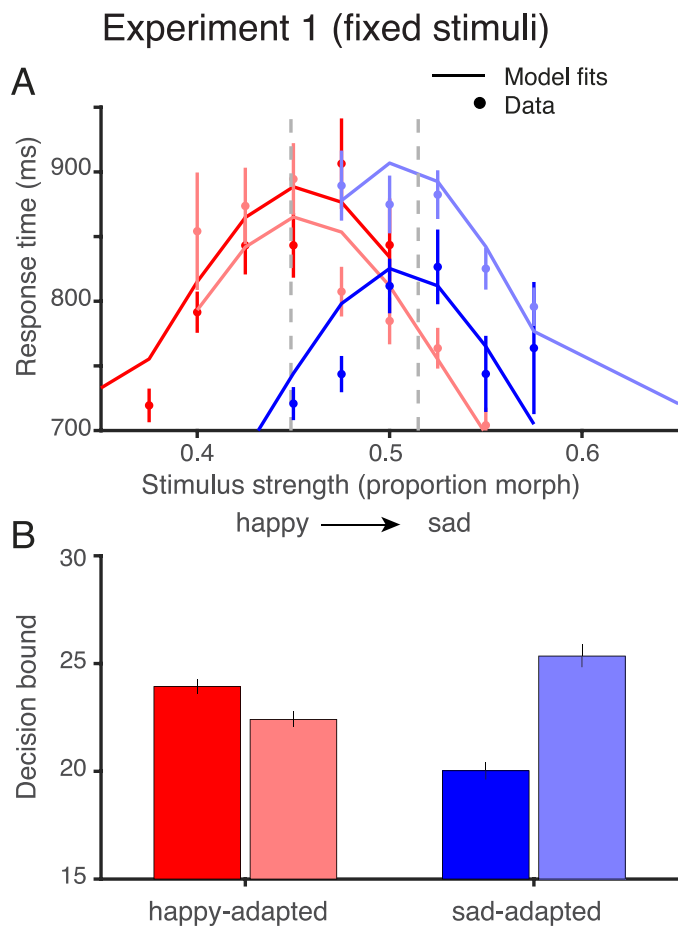 Experiment 1 (fixed stimuli)
A
Model fits
Data
Response time (ms)
900
800
700
0.4 0.5 0.6
Stimulus strength (proportion morph)
happy sad
B
Decision bound
30
25
20
15
happy-adapted sad-adapted